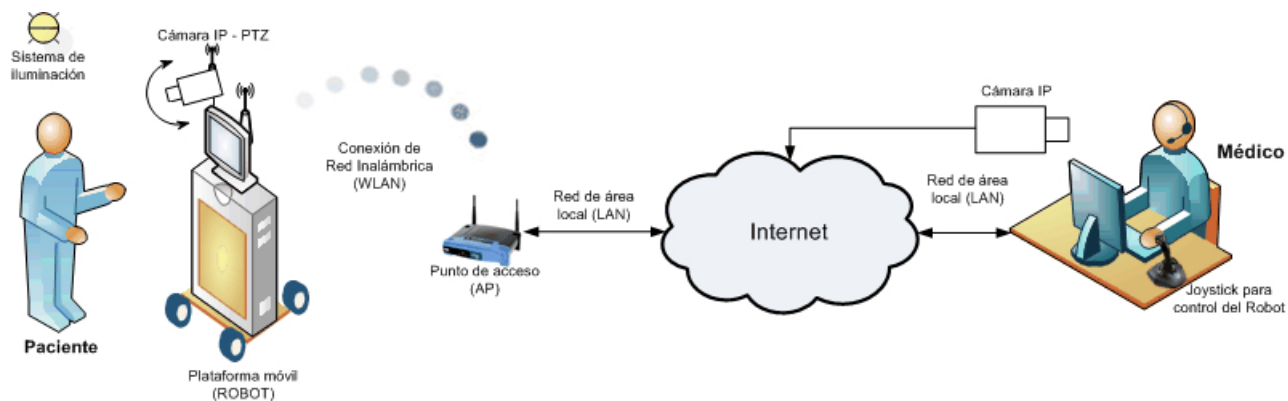 Sistema de
iluminación
Cámara IP - PTZ
Paciente
Plataforma móvil
(ROBOT)
Conexión de
Red Inalámbrica
(WLAN)
Punto de acceso
(AP)
Red de área
local (LAN)
Internet
Cámara IP
Red de área
local (LAN)
Médico
Joystick para
control del Robot